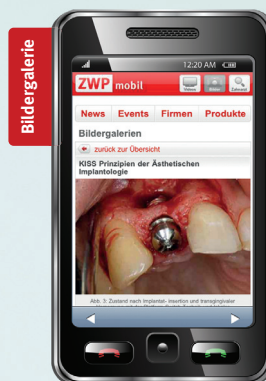 Bildergalerie
12:20 AM
ZWP mobil
Videos
Bilder
News Events Firmen Produkte
Bildergalerien
zurück zur Übersicht
KISS Prinzipien der Ästhetischen
Implantologie
Abb. 3: Zustand nach Implantat- Insertion und transgingivaler